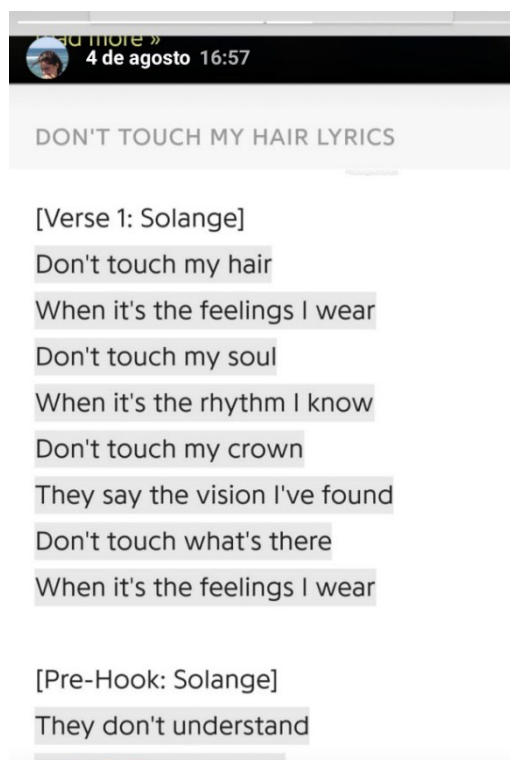 read more »
4 de agosto 16:57
DON'T TOUCH MY HAIR LYRICS
[Verse 1: Solange]
Don't touch my hair
When it's the feelings I wear
Don't touch my soul
When it's the rhythm I know
Don't touch my crown
They say the vision I've found
Don't touch what's there
When it's the feelings I wear
[Pre-Hook: Solange]
They don't understand